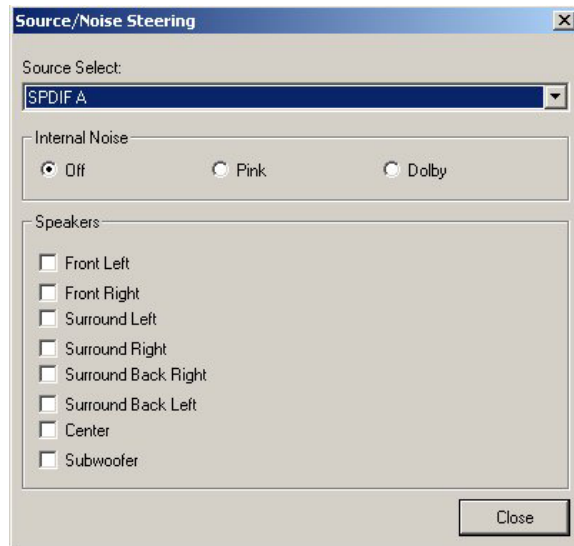 Source/Noise Steering
Source Select:
SPDIF A
Internal Noise
Off Pink Dolby
Speakers
Front Left
Front Right
Surround Left
Surround Right
Surround Back Right
Surround Back Left
Center
Subwoofer
Close